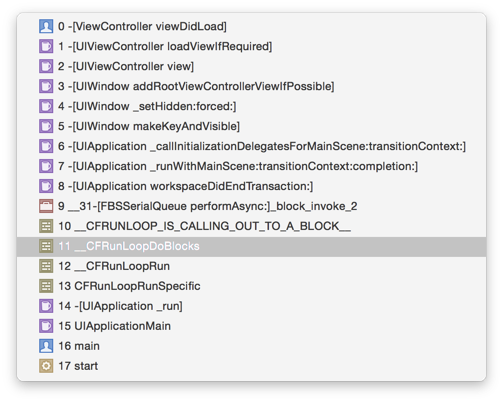 0 -[ViewController viewDidLoad]
1 -[UIViewController loadViewIfRequired]
2 -[UIViewController view]
3 -[UIWindow addRootViewControllerViewIfPossible]
4 -[UIWindow _setHidden:forced:]
5 -[UIWindow makeKeyAndVisible]
6 -[UIApplication _callInitializationDelegatesForMainScene:transitionContext:]
7 -[UIApplication _runWithMainScene:transitionContext:completion:]
8 -[UIApplication workspaceDidEndTransaction:]
9 __31-[FBSSerialQueue performAsync:]_block_invoke_2
10 __CFRUNLOOP_IS_CALLING_OUT_TO_A_BLOCK__
11 __CFRunLoopDoBlocks
12 __CFRunLoopRun
13 CFRunLoopRunSpecific
14 -[UIApplication _run]
15 UIApplicationMain
16 main
17 start